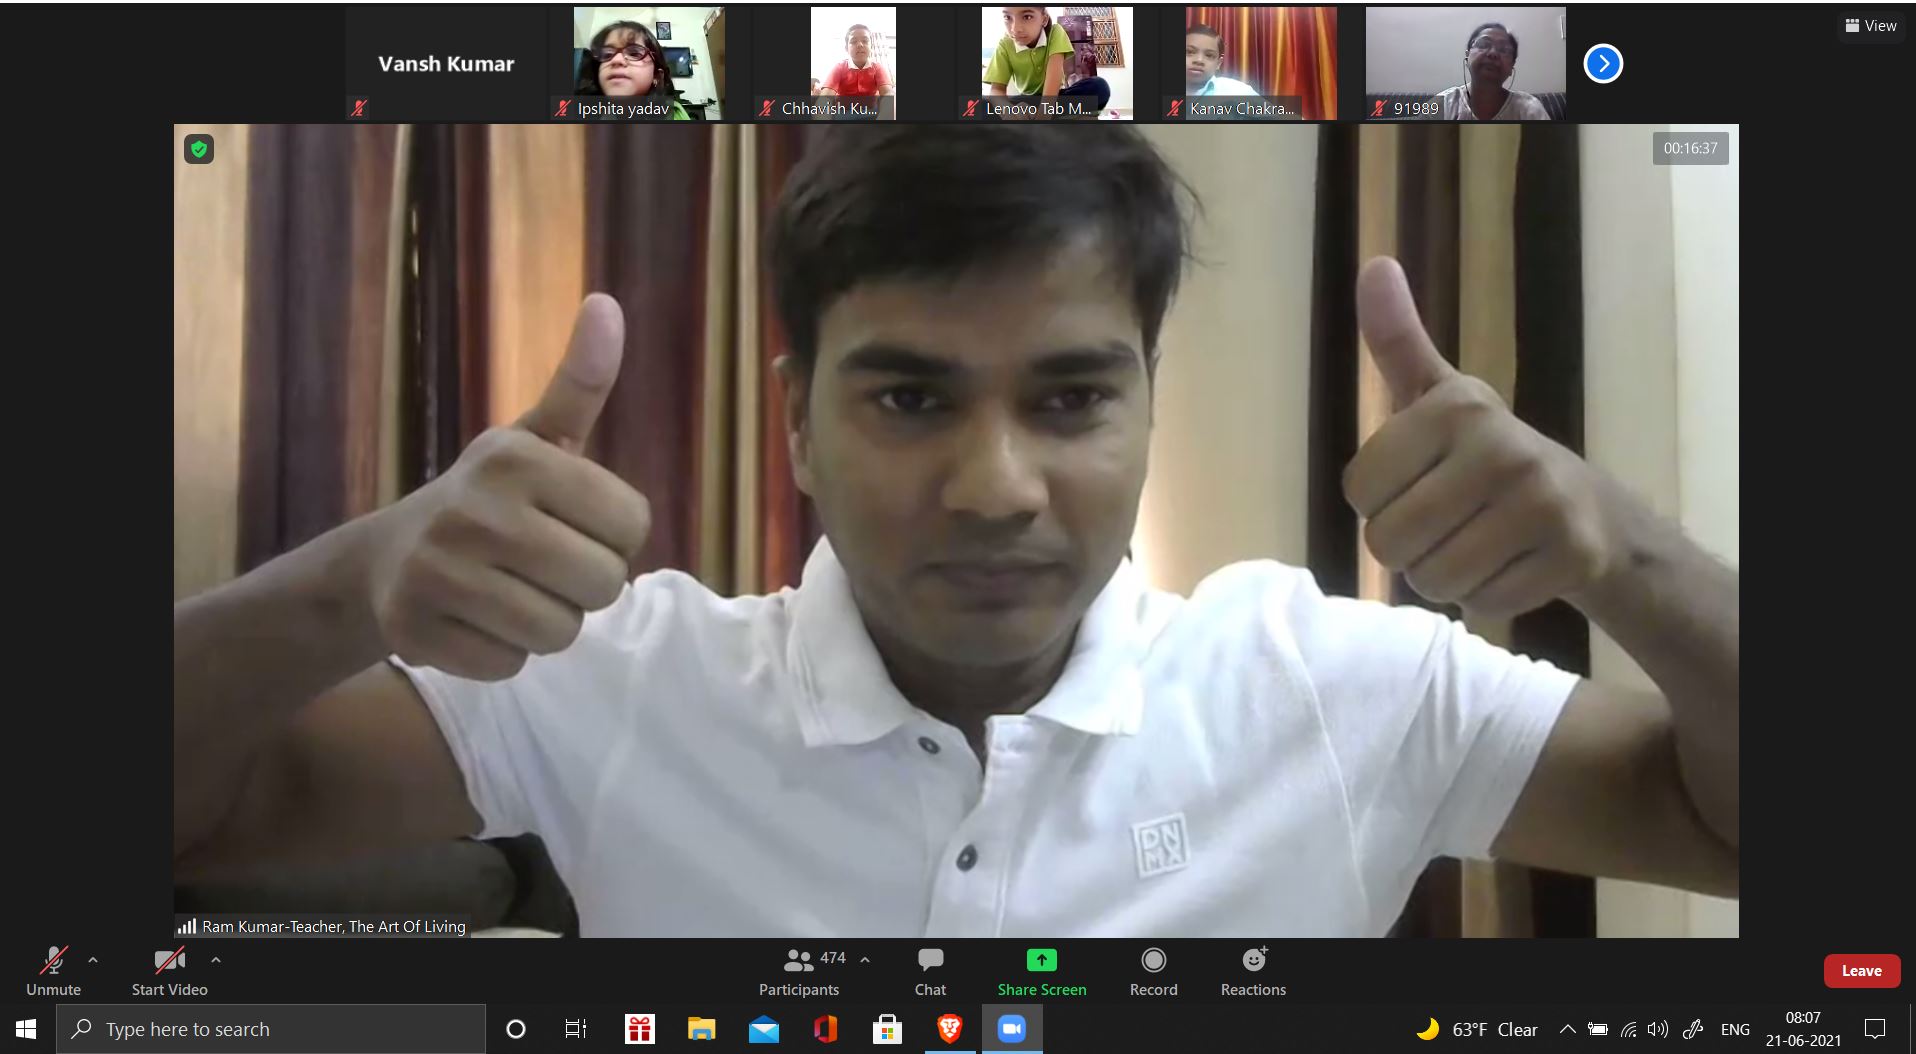 Vansh Kumar
Ipshita yadav
Chhavish Ku...
Lenovo Tab M...
Kanav Chakra...
91989
View
00:16:37
DN
MX
Ram Kumar-Teacher, The Art Of Living
Unmute
Start Video
474
Participants
Chat
Share Screen
Record
Reactions
Leave
Type here to search
63°F Clear
ENG
08:07
21-06-2021